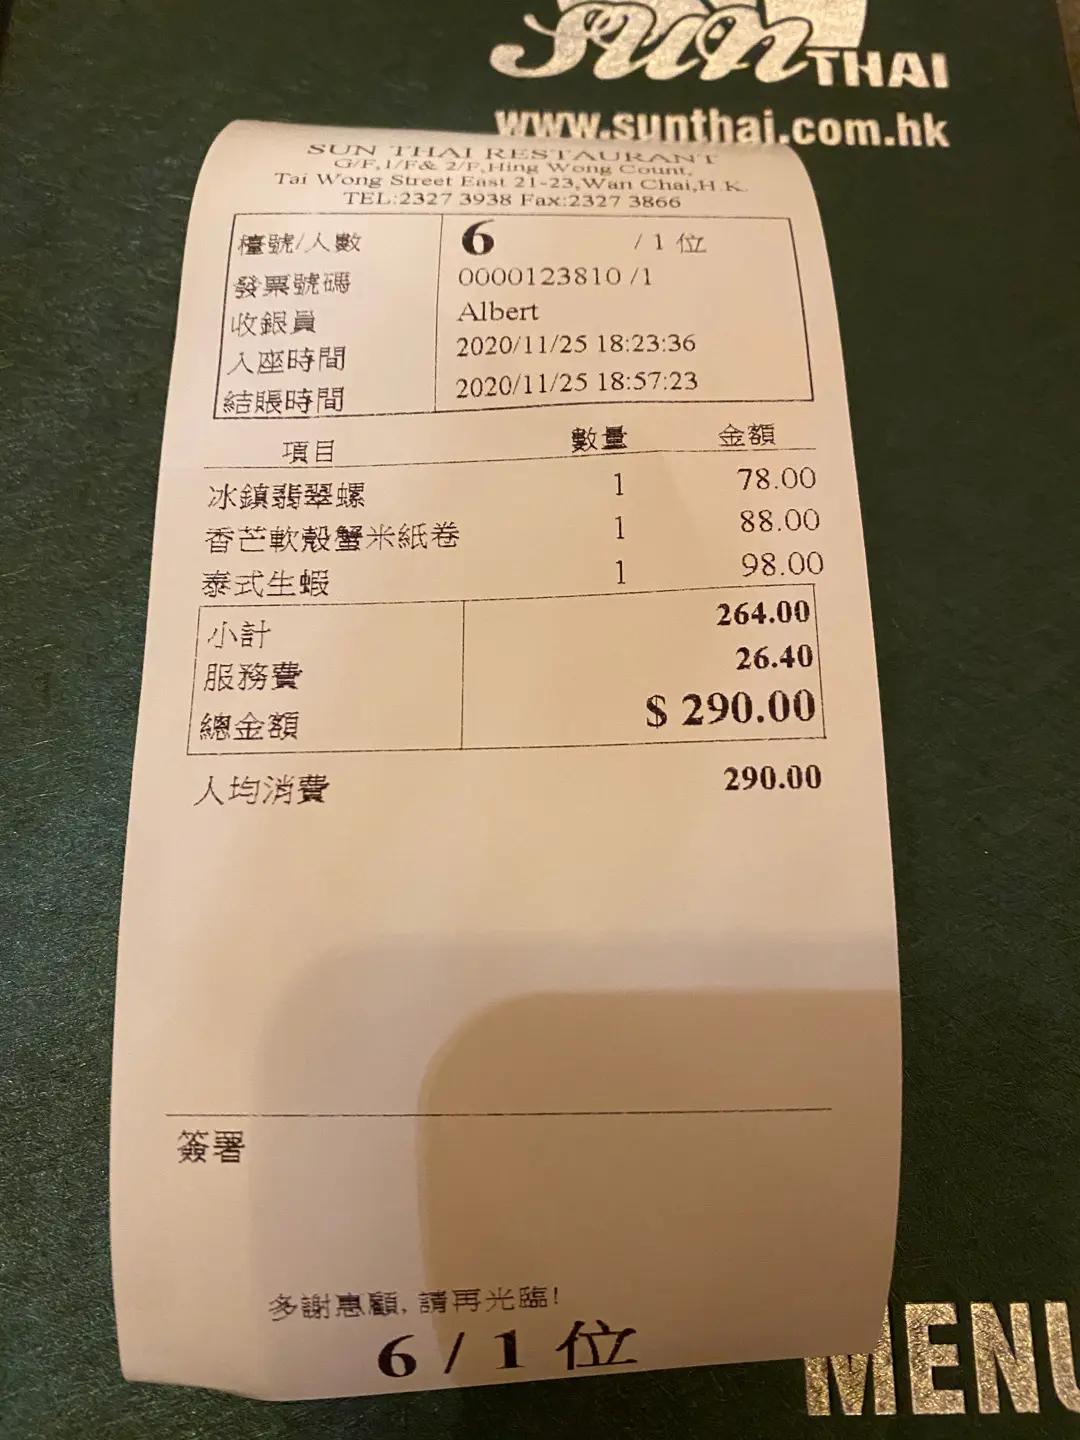 Sun THAI
www.sunthai.com.hk
SUN THAI RESTAURANT
G/F,1/F& 2/F,Hing Wong Count,
Tai Wong Street East 21-23,Wan Chai,H.K.
TEL:2327 3938 Fax:2327 3866
檯號/人數 6 / 1 位
發票號碼 0000123810 /1
收銀員 Albert
入座時間 2020/11/25 18:23:36
結賬時間 2020/11/25 18:57:23
項目 數量 金額
冰鎮翡翠螺 1 78.00
香芒軟殼蟹米紙卷 1 88.00
泰式生蝦 1 98.00
小計 264.00
服務費 26.40
總金額 $ 290.00
人均消費 290.00
簽署
多謝惠顧, 請再光臨!
6 / 1 位
MENU